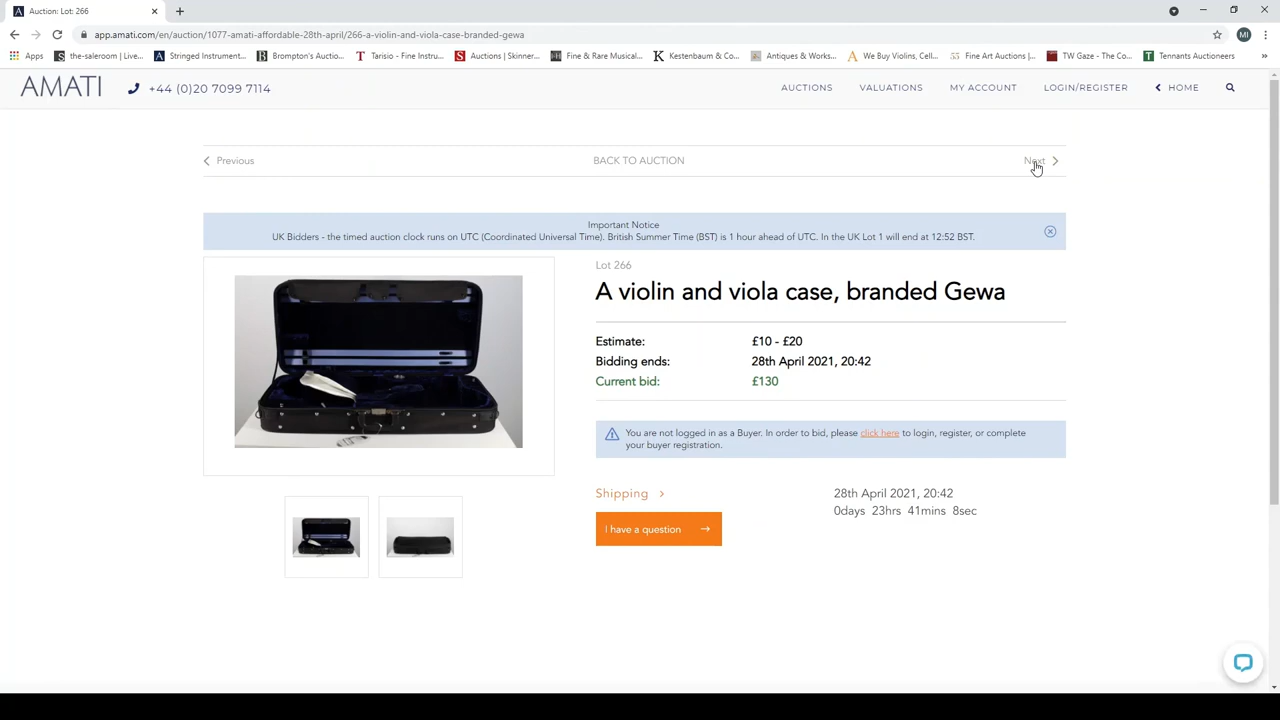 Auction: Lot: 266
app.amati.com/en/auction/1077-amati-affordable-28th-april/266-a-violin-and-viola-case-branded-gewa
MI
Apps
the-saleroom | Live...
Stringed Instrument...
Brompton's Auctio...
Tarisio - Fine Instru...
Auctions | Skinner...
Fine & Rare Musical...
Kestenbaum & Co...
Antiques & Works...
We Buy Violins, Cell...
Fine Art Auctions |...
TW Gaze - The Co...
Tennants Auctioneers
AMATI
+44 (0)20 7099 7114
AUCTIONS
VALUATIONS
MY ACCOUNT
LOGIN/REGISTER
HOME
Previous
BACK TO AUCTION
Next
Important Notice
UK Bidders - the timed auction clock runs on UTC (Coordinated Universal Time). British Summer Time (BST) is 1 hour ahead of UTC. In the UK Lot 1 will end at 12:52 BST.
Lot 266
A violin and viola case, branded Gewa
Estimate: £10 - £20
Bidding ends: 28th April 2021, 20:42
Current bid: £130
You are not logged in as a Buyer. In order to bid, please click here to login, register, or complete
your buyer registration.
Shipping
28th April 2021, 20:42
0days 23hrs 41mins 8sec
I have a question